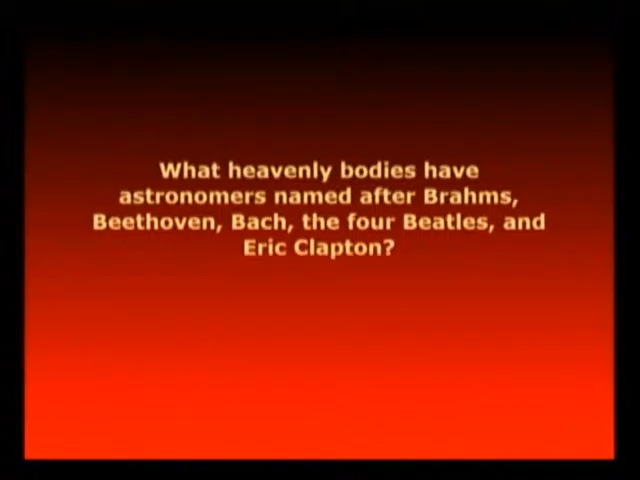 What heavenly bodies have
astronomers named after Brahms,
Beethoven, Bach, the four Beatles, and
Eric Clapton?